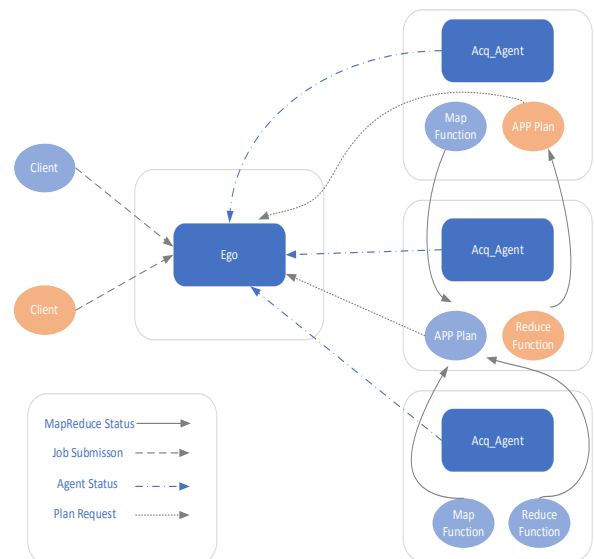 Acq_Agent
Map
Function
APP Plan
Client
Ego
Acq_Agent
Client
APP Plan
Reduce
Function
MapReduce Status
Job Submisson
Agent Status
Plan Request
Acq_Agent
Map
Function
Reduce
Function